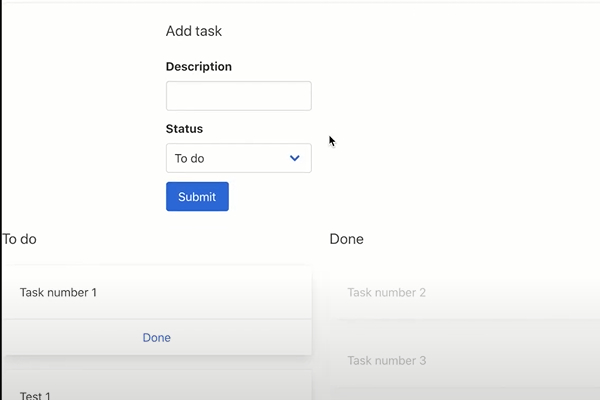 Add task
Description
Status
To do
Submit
To do
Done
Task number 1
Task number 2
Done
Task number 3
Test 1